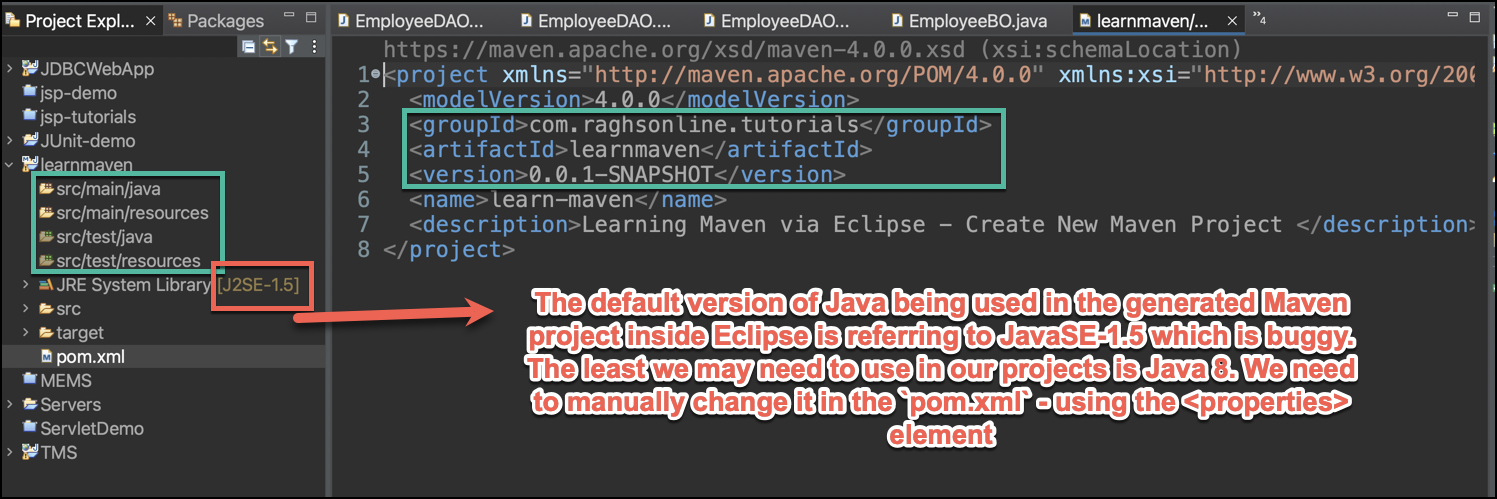 Project Expl...
Packages
EmployeeDAO...
EmployeeDAO....
EmployeeDAO...
EmployeeBO.java
learnmaven/...
»4
JDBCWebApp
jsp-demo
jsp-tutorials
JUnit-demo
learnmaven
src/main/java
src/main/resources
src/test/java
src/test/resources
JRE System Library [J2SE-1.5]
src
target
pom.xml
MEMS
Servers
ServletDemo
TMS
https://maven.apache.org/xsd/maven-4.0.0.xsd (xsi:schemaLocation)
1 <project xmlns="http://maven.apache.org/POM/4.0.0" xmlns:xsi="http://www.w3.org/200
2 <modelVersion>4.0.0</modelVersion>
3 <groupId>com.raghsonline.tutorials</groupId>
4 <artifactId>learnmaven</artifactId>
5 <version>0.0.1-SNAPSHOT</version>
6 <name>learn-maven</name>
7 <description>Learning Maven via Eclipse - Create New Maven Project </description>
8 </project>
The default version of Java being used in the generated Maven
project inside Eclipse is referring to JavaSE-1.5 which is buggy.
The least we may need to use in our projects is Java 8. We need
to manually change it in the `pom.xml` - using the <properties>
element